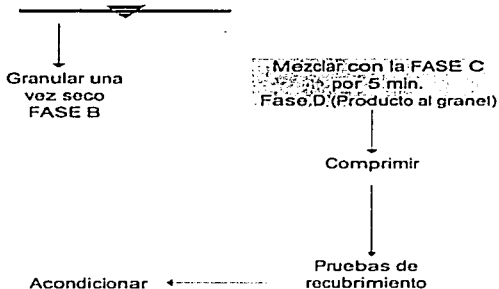 Granular una
vez seco
FASE B
Mezclar con la FASE C
por 5 min.
Fase D (Producto al granel)
Comprimir
Pruebas de
recubrimiento
Acondicionar